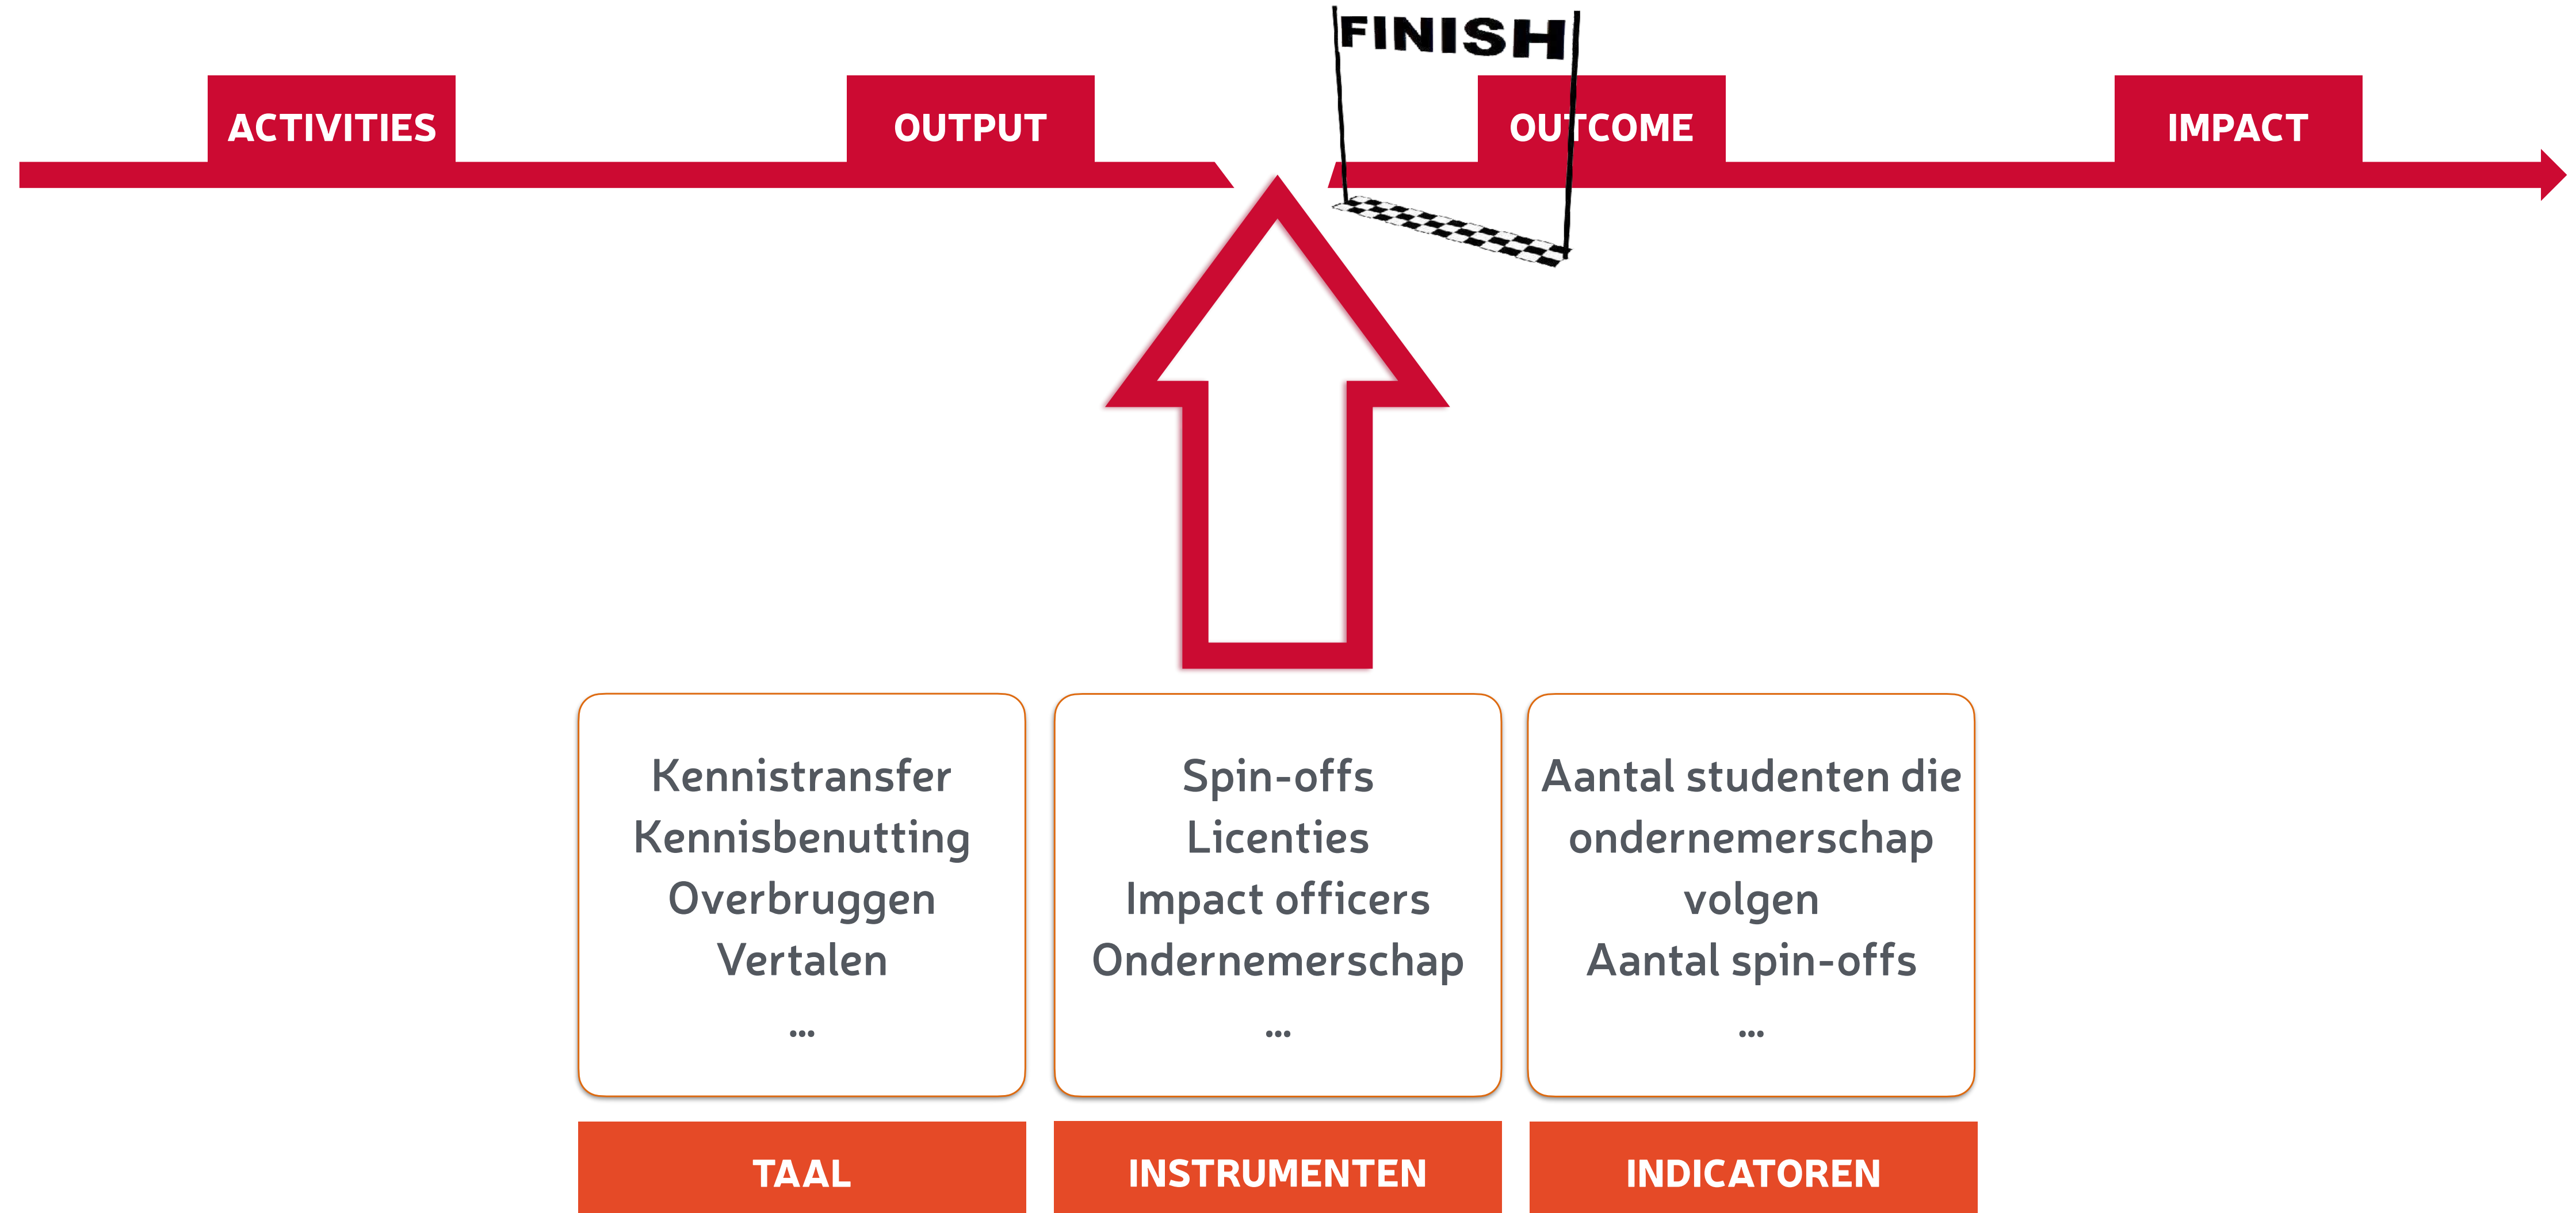 FINISH
ACTIVITIES
OUTPUT
OUTCOME
IMPACT
Kennistransfer
Kennisbenutting
Overbruggen
Vertalen
...
TAAL
Spin-offs
Licenties
Impact officers
Ondernemerschap
...
INSTRUMENTEN
Aantal studenten die
ondernemerschap
volgen
Aantal spin-offs
...
INDICATOREN